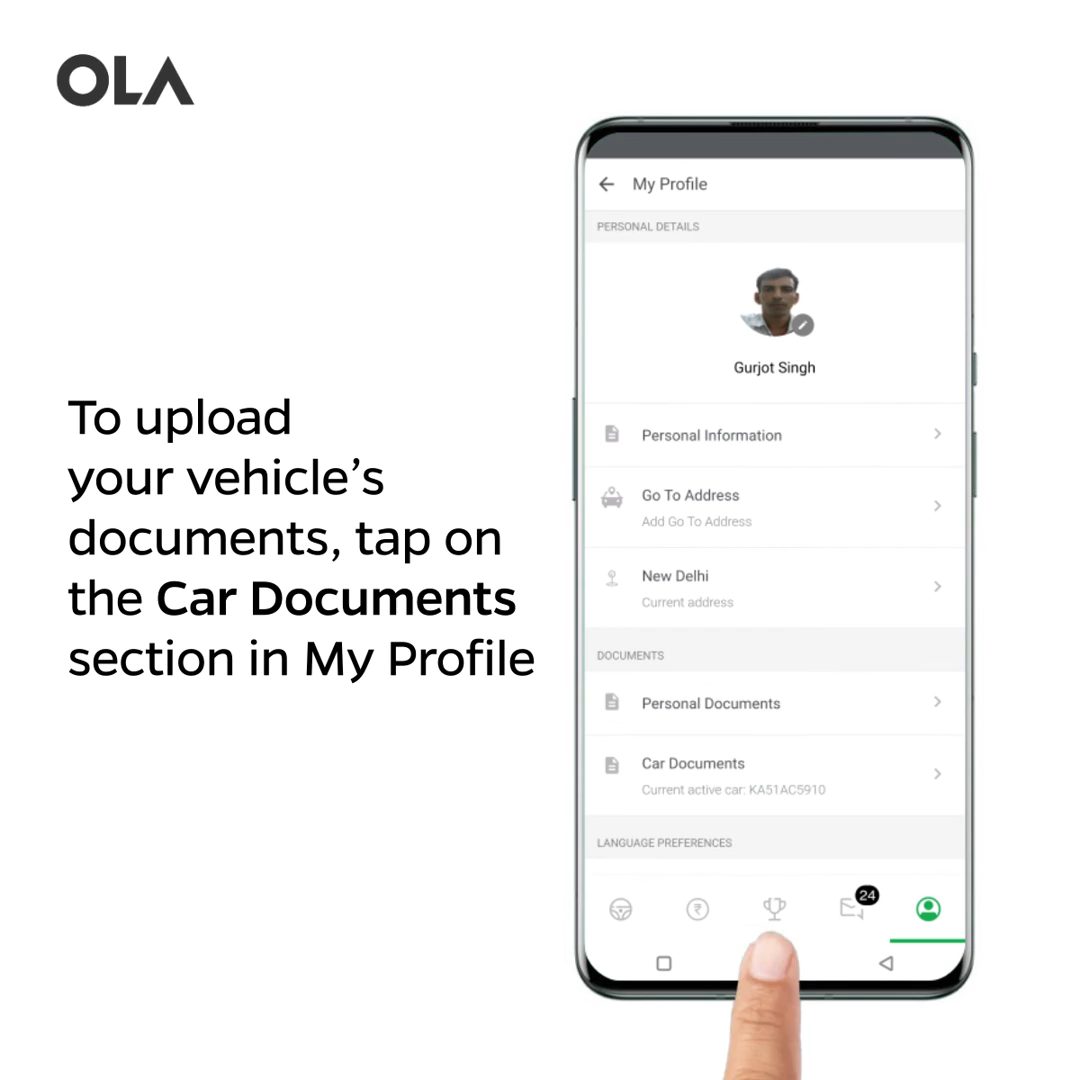 OLA
To upload
your vehicle’s
documents, tap on
the Car Documents
section in My Profile
My Profile
PERSONAL DETAILS
Gurjot Singh
Personal Information
Go To Address
Add Go To Address
New Delhi
Current address
DOCUMENTS
Personal Documents
Car Documents
Current active car: KA51AC5910
LANGUAGE PREFERENCES
₹
24